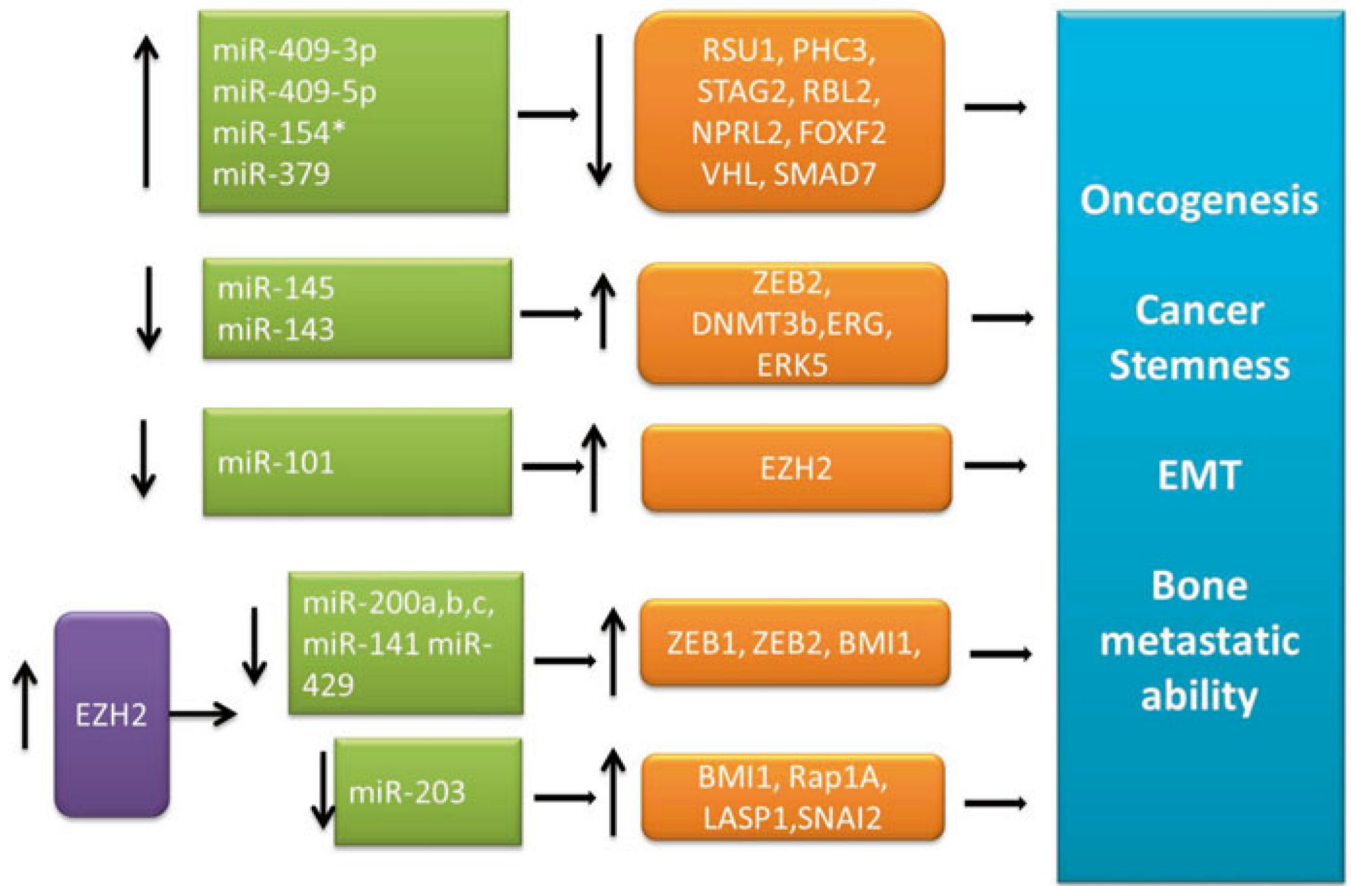 miR-409-3p
miR-409-5p
miR-154*
miR-379
RSU1, PHC3,
STAG2, RBL2,
NPRL2, FOXF2
VHL, SMAD7
miR-145
miR-143
ZEB2,
DNMT3b,ERG,
ERK5
miR-101
EZH2
EZH2
miR-200a,b,c,
miR-141 miR-
429
ZEB1, ZEB2, BMI1,
miR-203
BMI1, Rap1A,
LASP1,SNAI2
Oncogenesis
Cancer
Stemness
EMT
Bone
metastatic
ability